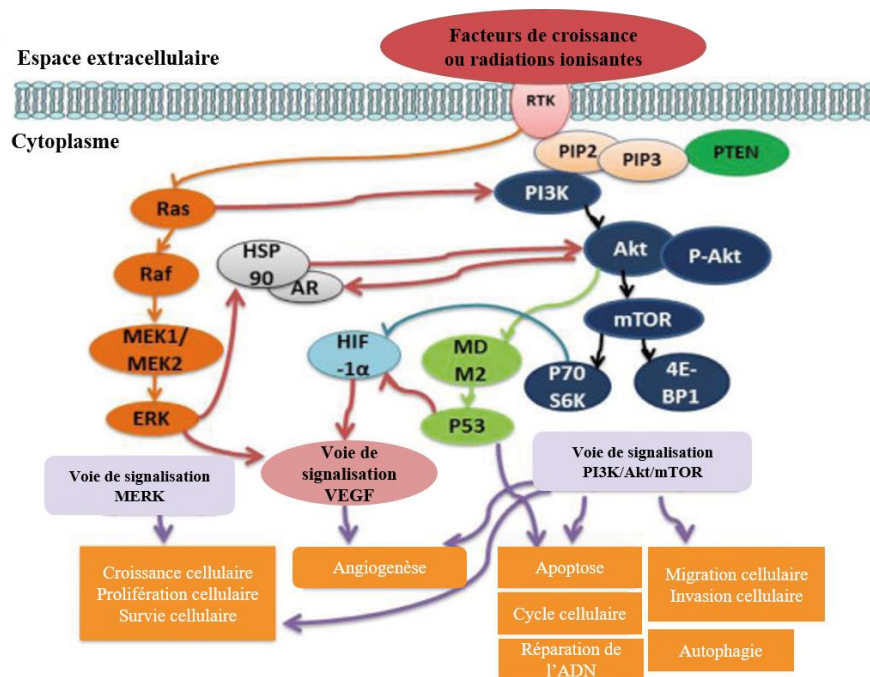 Facteurs de croissance
ou radiations ionisantes
Espace extracellulaire
RTK
Cytoplasme
PIP2
PIP3
PTEN
PI3K
Ras
Akt
P-Akt
HSP
90
AR
Raf
mTOR
MEK1/
MEK2
HIF
-1α
MD
M2
P70
S6K
4E-
BP1
ERK
P53
Voie de signalisation
MERK
Voie de
signalisation
VEGF
Voie de signalisation
PI3K/Akt/mTOR
Croissance cellulaire
Prolifération cellulaire
Survie cellulaire
Angiogenèse
Apoptose
Migration cellulaire
Invasion cellulaire
Cycle cellulaire
Réparation de
l’ADN
Autophagie